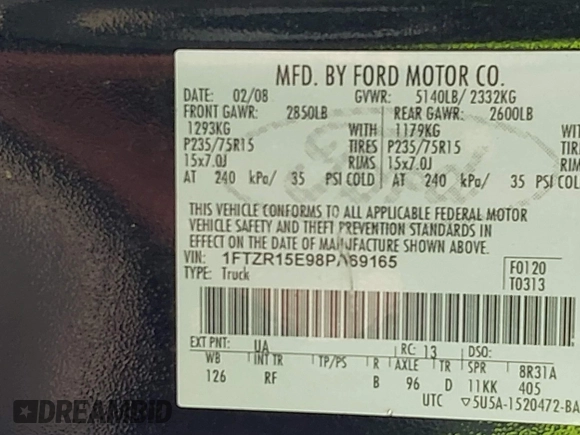 MFD. BY FORD MOTOR CO.
DATE: 02/08 GVWR: 5140LB/ 2332KG
FRONT GAWR: 2850LB REAR GAWR: 2600LB
1293KG WITH 1179KG WITH
P235/75R15 TIRES P235/75R15 TIRES
15x7.0J RIMS 15x7.0J RIMS
AT 240 kPa/ 35 PSI COLD AT 240 kPa/ 35 PSI COL
THIS VEHICLE CONFORMS TO ALL APPLICABLE FEDERAL MOTOR
VEHICLE SAFETY AND THEFT PREVENTION STANDARDS IN
EFFECT ON THE DATE OF MANUFACTURE SHOWN ABOVE.
VIN: 1FTZR15E98PA69165 F0120
TYPE: Truck T0313
EXT PNT: UA RC: 13 DSO:
WB INT TR TP/PS R AXLE TR SPR 8R31A
126 RF B 96 D 11KK 405
UTC ▽5U5A-1520472-BA
DREAMBID.COM